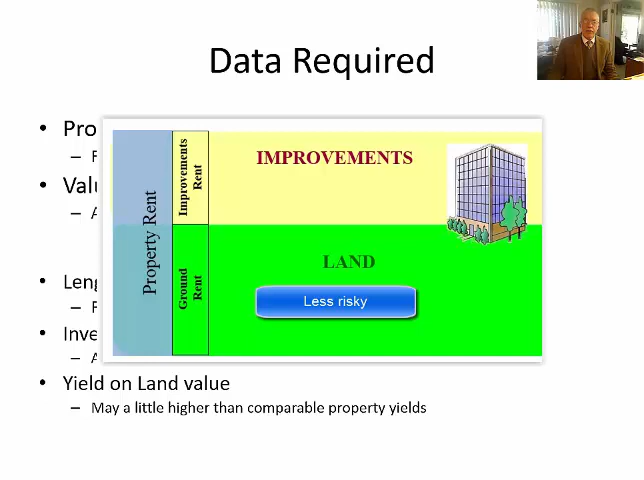 Data Required
• Pro
– F
• Valu
– A
• Leng
– F
• Inve
– A
• Yield on Land value
– May a little higher than comparable property yields
Property Rent
Improvements
Rent
IMPROVEMENTS
Ground
Rent
LAND
Less risky